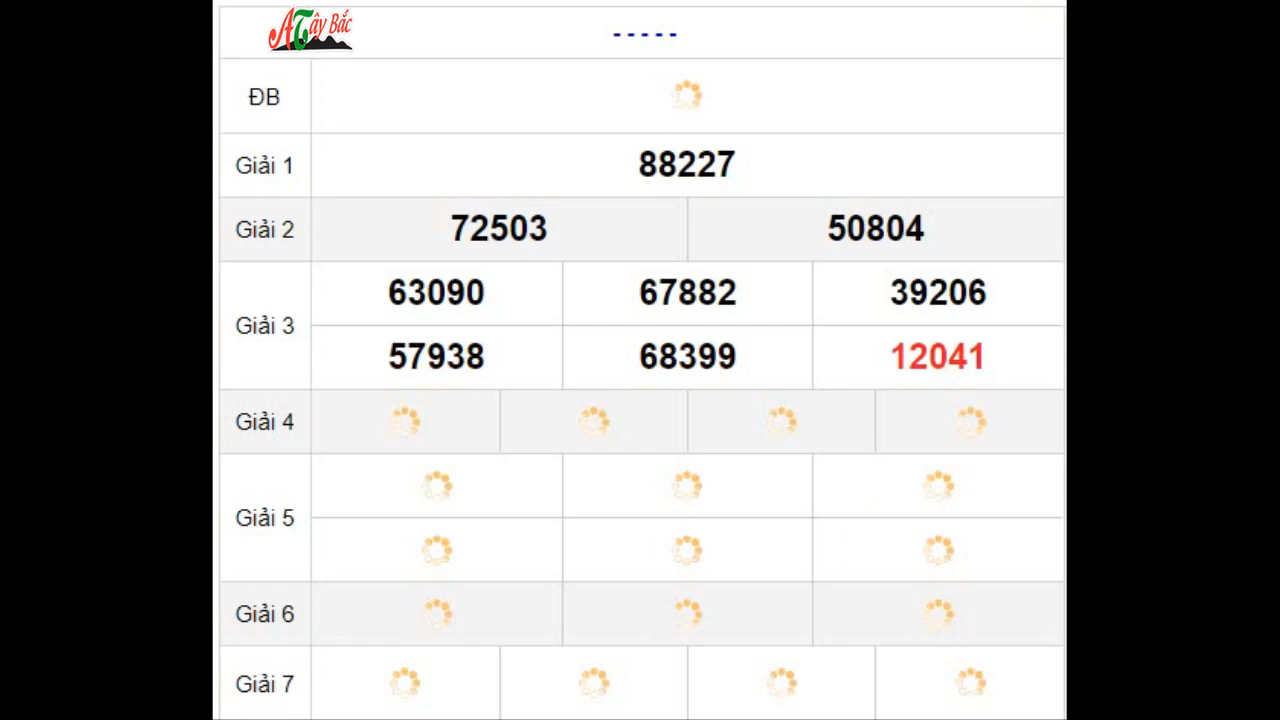 ATây Bắc
-----
ĐB
Giải 1
88227
Giải 2
72503 50804
Giải 3
63090 67882 39206
57938 68399 12041
Giải 4
Giải 5
Giải 6
Giải 7